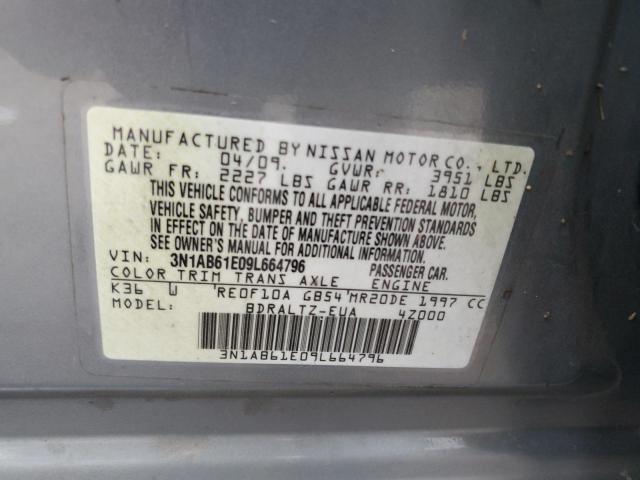 MANUFACTURED BY NISSAN MOTOR CO., LTD.
DATE: 04/09. GVWR: 3951 LBS
GAWR FR: 2227 LBS GAWR RR: 1810 LBS
THIS VEHICLE CONFORMS TO ALL APPLICABLE FEDERAL MOTOR
VEHICLE SAFETY, BUMPER AND THEFT PREVENTION STANDARDS
IN EFFECT ON THE DATE OF MANUFACTURE SHOWN ABOVE.
SEE OWNER'S MANUAL FOR ADDITIONAL INFORMATION.
VIN: 3N1AB61E09L664796 PASSENGER CAR.
COLOR TRIM TRANS AXLE ENGINE
K36 W 'RE0F10A GB54'MR20DE 1997 CC
MODEL: BDRALTZ-EUA 4Z000
3N1AB61E09L664796